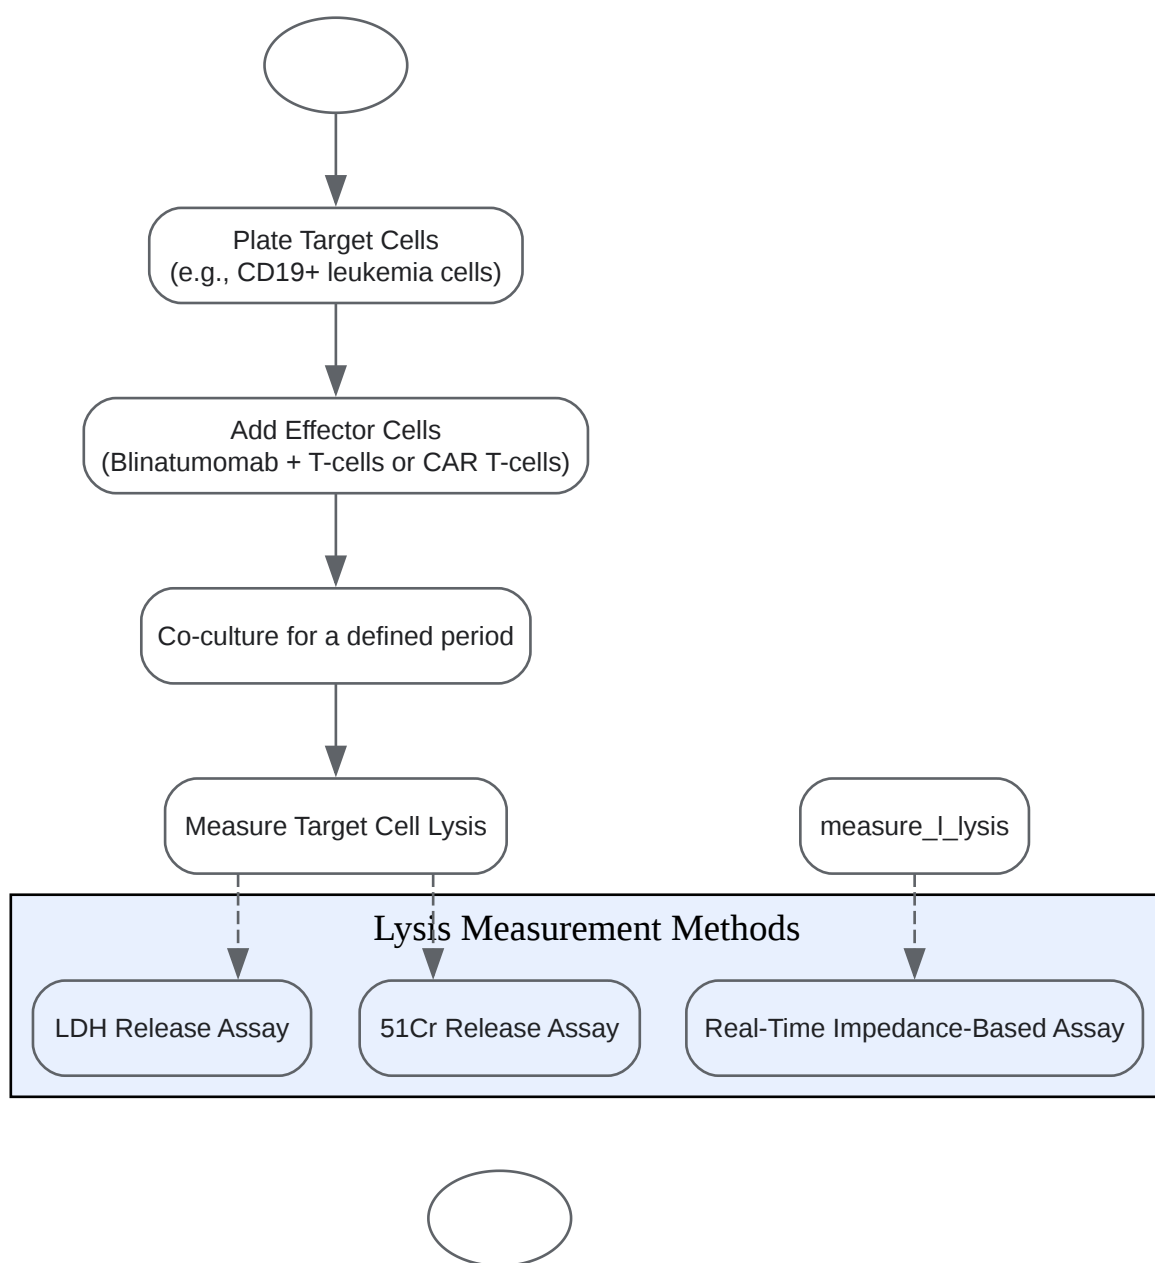 Plate Target Cells
(e.g., CD19+ leukemia cells)
Add Effector Cells
(Blinatumomab + T-cells or CAR T-cells)
Co-culture for a defined period
Measure Target Cell Lysis
measure_l_lysis
Lysis Measurement Methods
LDH Release Assay
51Cr Release Assay
Real-Time Impedance-Based Assay